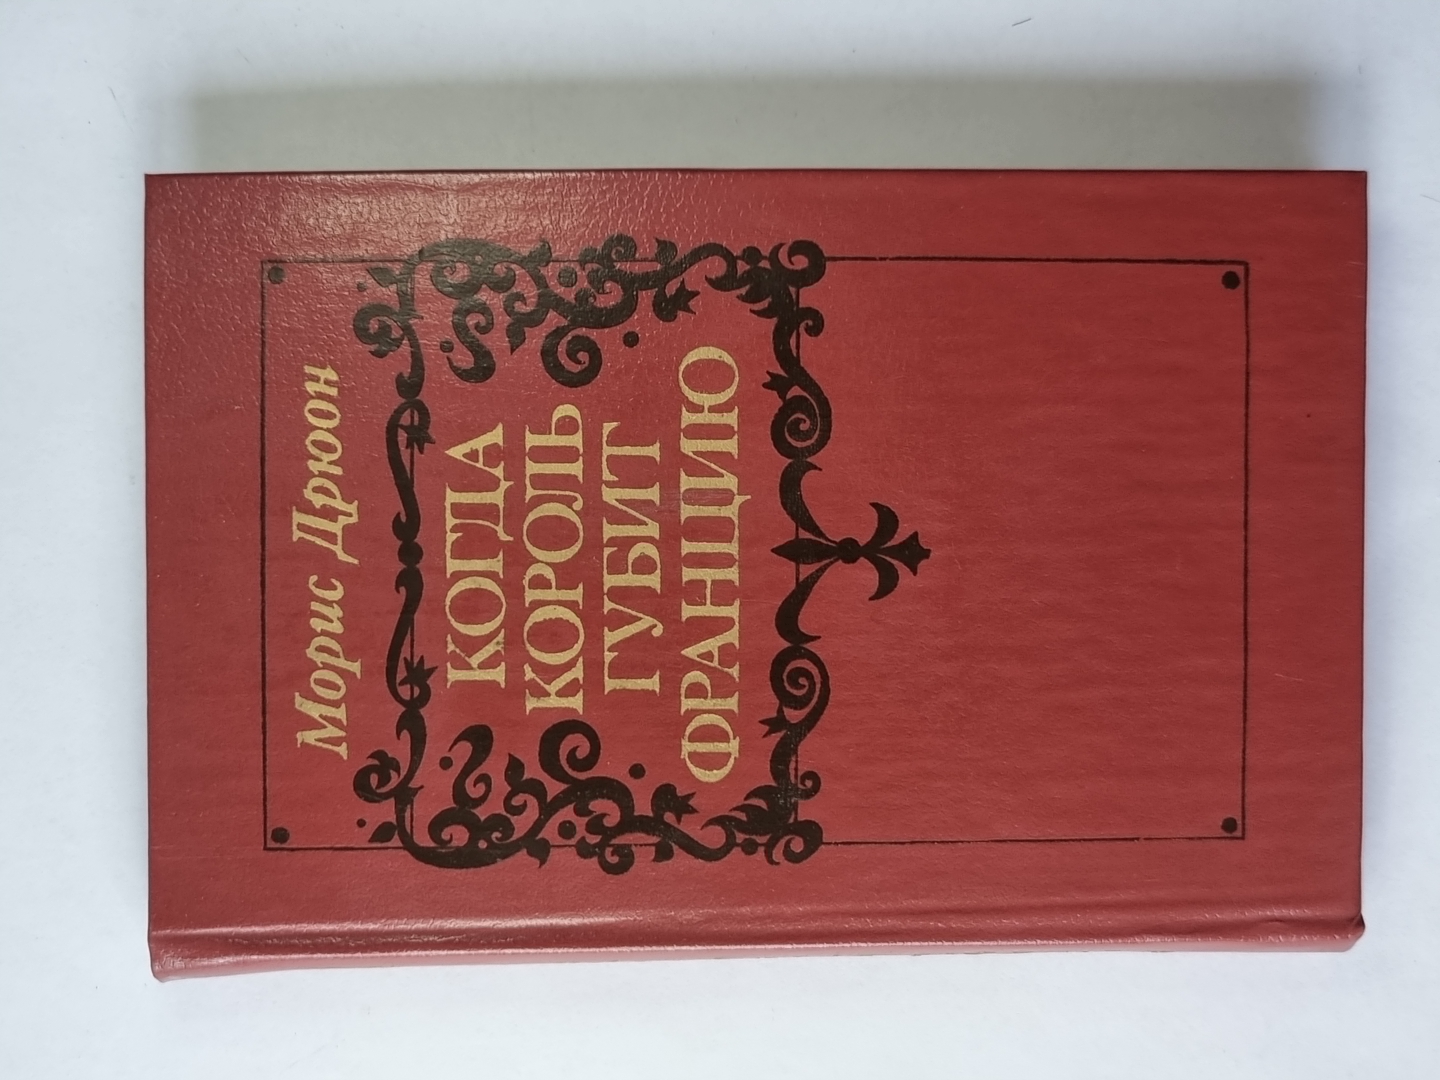 Морис Дрюон
КОГДА
КОРОЛЬ
ГУБИТ
ФРАНЦИЮ